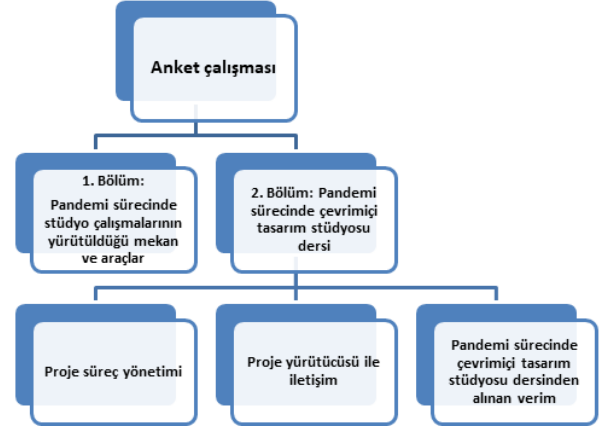 Anket çalışması
1. Bölüm:
Pandemi sürecinde
stüdyo çalışmalarının
yürütüldüğü mekan
ve araçlar
2. Bölüm: Pandemi
sürecinde çevrimiçi
tasarım stüdyosu
dersi
Proje süreç yönetimi
Proje yürütücüsü ile
iletişim
Pandemi sürecinde
çevrimiçi tasarım
stüdyosu dersinden
alınan verim